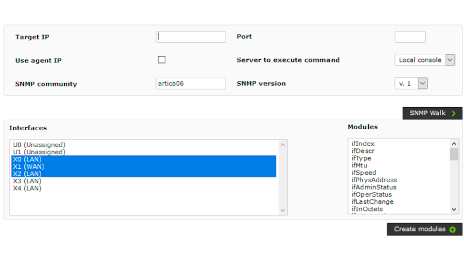 Target IP
Port
Use agent IP
Server to execute command
Local console
SNMP community
artica06
SNMP version
v. 1
SNMP Walk
Interfaces
Modules
U0 (Unassigned)
U1 (Unassigned)
X0 (LAN)
X1 (WAN)
X2 (LAN)
X3 (LAN)
X4 (LAN)
ifIndex
ifDescr
ifType
ifMtu
ifSpeed
ifPhysAddress
ifAdminStatus
ifOperStatus
ifLastChange
ifInOctets
Create modules